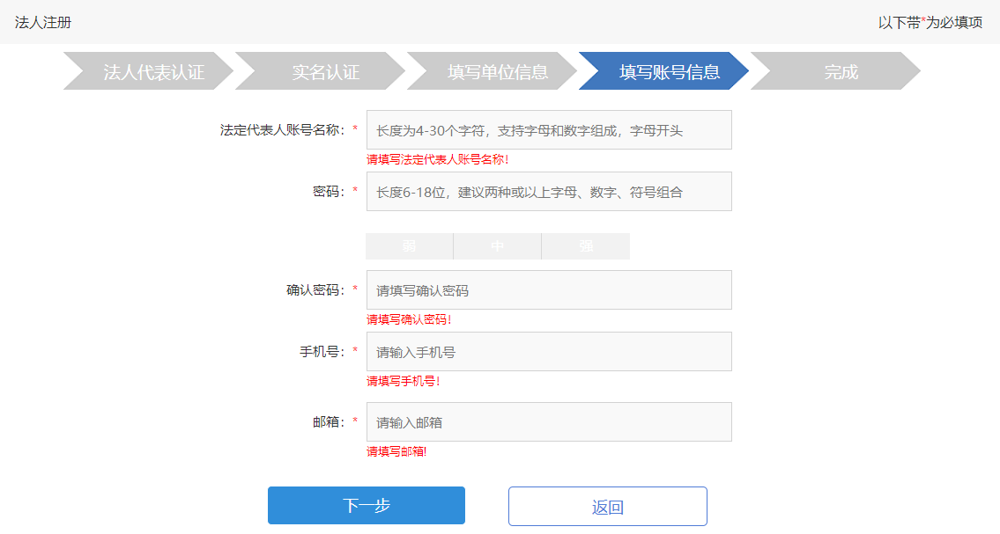 法人注册
以下带*为必填项
法人代表认证
实名认证
填写单位信息
填写账号信息
完成
法定代表人账号名称：*
长度为4-30个字符，支持字母和数字组成，字母开头
请填写法定代表人账号名称!
密码：*
长度6-18位，建议两种或以上字母、数字、符号组合
弱
中
强
确认密码：*
请填写确认密码
请填写确认密码!
手机号：*
请输入手机号
请填写手机号!
邮箱：*
请输入邮箱
请填写邮箱!
下一步
返回